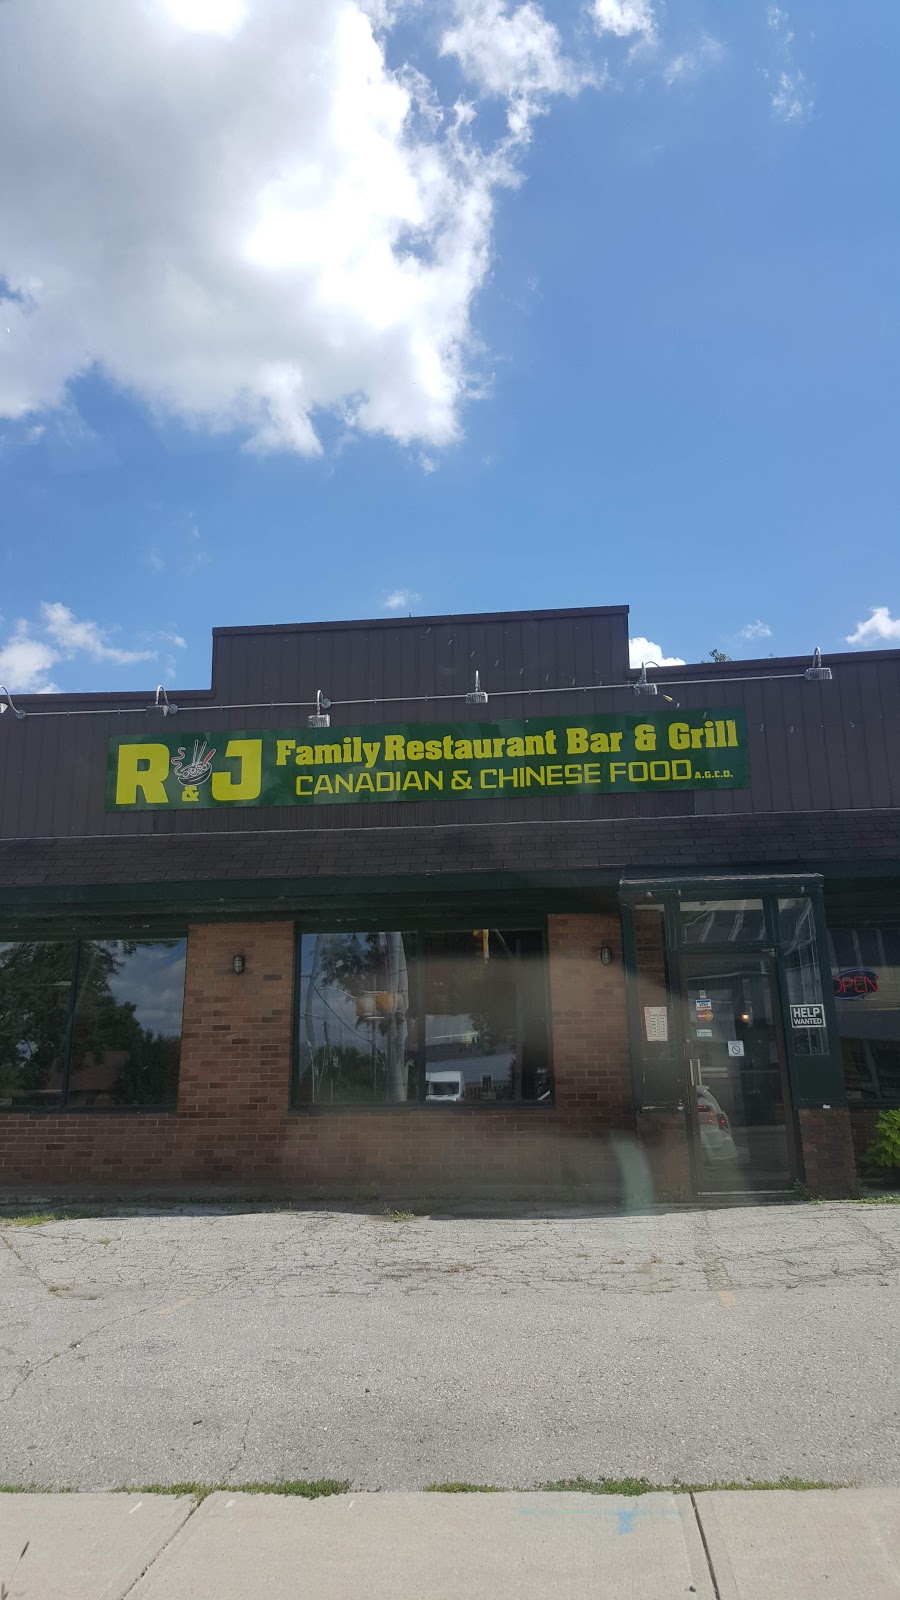 R & J Family Restaurant Bar & Grill
CANADIAN & CHINESE FOOD A.G.C.O.
OPEN
HELP
WANTED